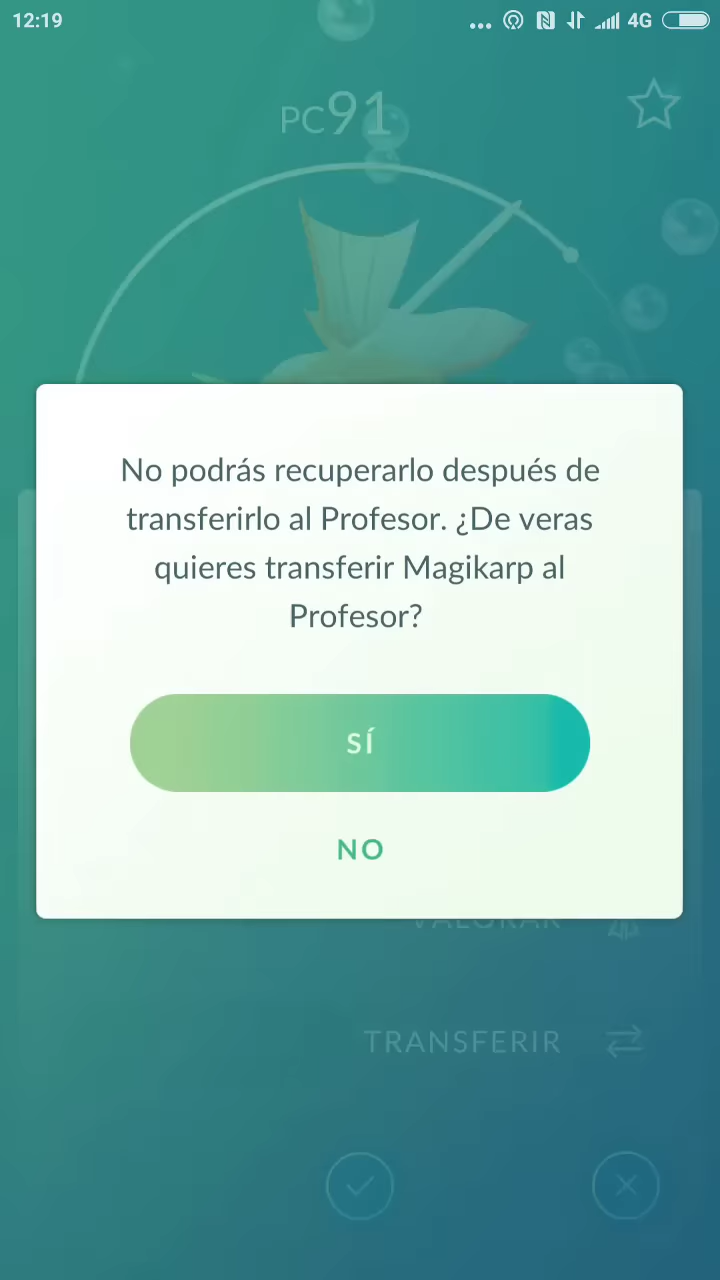 12:19
4G
PC91
No podrás recuperarlo después de
transferirlo al Profesor. ¿De veras
quieres transferir Magikarp al
Profesor?
SÍ
NO
VALORAR
TRANSFERIR